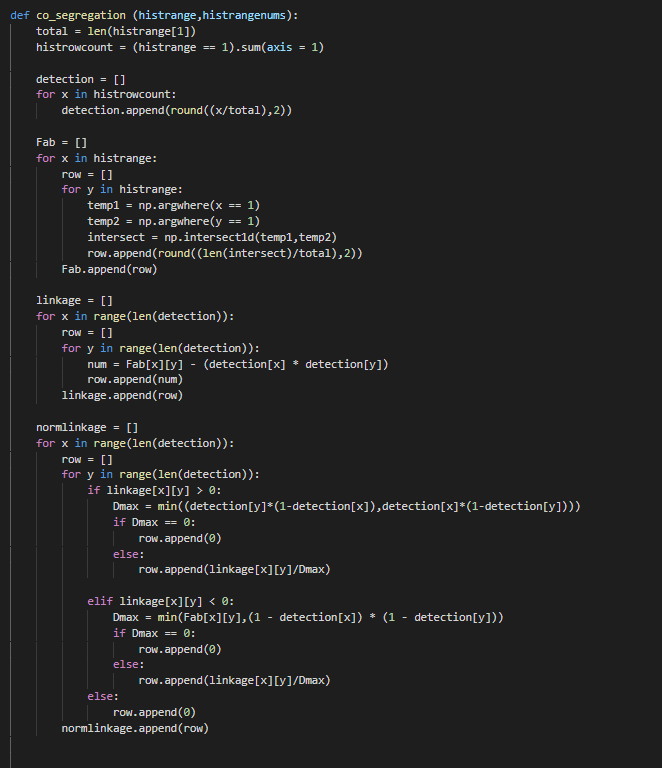 def co_segregation (histrange,histrangenums):
    total = len(histrange[1])
    histrowcount = (histrange == 1).sum(axis = 1)

    detection = []
    for x in histrowcount:
        detection.append(round((x/total),2))

    Fab = []
    for x in histrange:
        row = []
        for y in histrange:
            temp1 = np.argwhere(x == 1)
            temp2 = np.argwhere(y == 1)
            intersect = np.intersect1d(temp1,temp2)
            row.append(round((len(intersect)/total),2))
        Fab.append(row)

    linkage = []
    for x in range(len(detection)):
        row = []
        for y in range(len(detection)):
            num = Fab[x][y] - (detection[x] * detection[y])
            row.append(num)
        linkage.append(row)

    normlinkage = []
    for x in range(len(detection)):
        row = []
        for y in range(len(detection)):
            if linkage[x][y] > 0:
                Dmax = min((detection[y]*(1-detection[x]),detection[x]*(1-detection[y])))
                if Dmax == 0:
                    row.append(0)
                else:
                    row.append(linkage[x][y]/Dmax)

            elif linkage[x][y] < 0:
                Dmax = min(Fab[x][y],(1 - detection[x]) * (1 - detection[y]))
                if Dmax == 0:
                    row.append(0)
                else:
                    row.append(linkage[x][y]/Dmax)
            else:
                row.append(0)
        normlinkage.append(row)